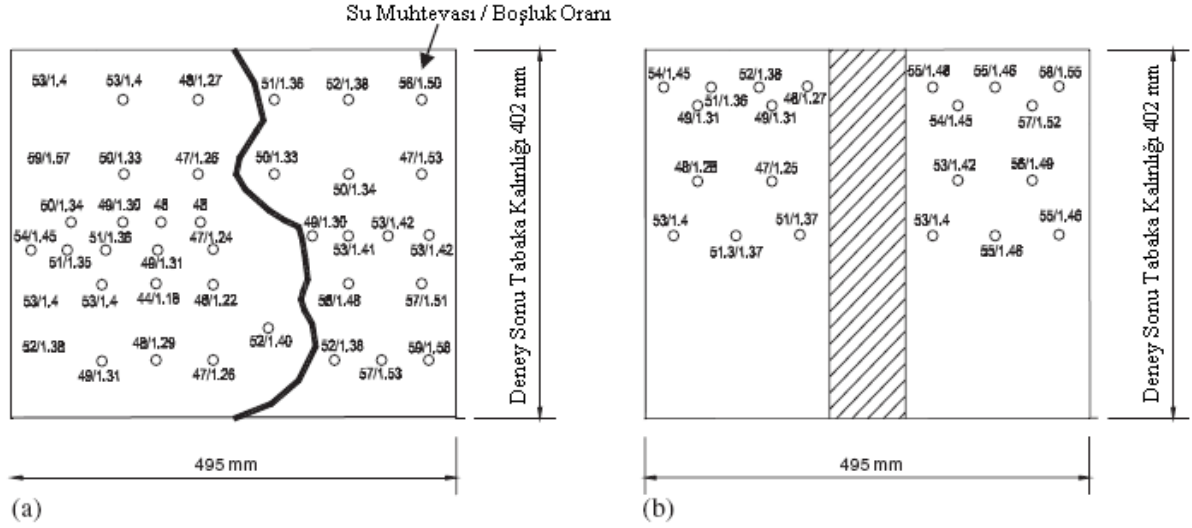 Su Muhtevası / Boşluk Oranı
53/1.4 53/1.4 48/1.27 51/1.36 52/1.38 56/1.50
59/1.57 50/1.33 47/1.26 50/1.33 47/1.53
50/1.34
50/1.34 49/1.30 48 48 49/1.30 53/1.42
54/1.45 51/1.36 47/1.24 53/1.41 53/1.42
51/1.35 49/1.31
53/1.4 53/1.4 44/1.18 46/1.22 56/1.48 57/1.51
52/1.38 48/1.29 52/1.40 52/1.38 59/1.58
49/1.31 47/1.26 57/1.53
Deney Sonu Tabaka Kalınlığı 402 mm
495 mm
(a)
54/1.45 52/1.38 55/1.48 55/1.46 58/1.55
51/1.36 48/1.27
49/1.31 49/1.31 54/1.45 57/1.52
48/1.28 47/1.25 53/1.42 56/1.49
53/1.4 51/1.37 53/1.4 55/1.46
51.3/1.37 55/1.46
Deney Sonu Tabaka Kalınlığı 402 mm
495 mm
(b)